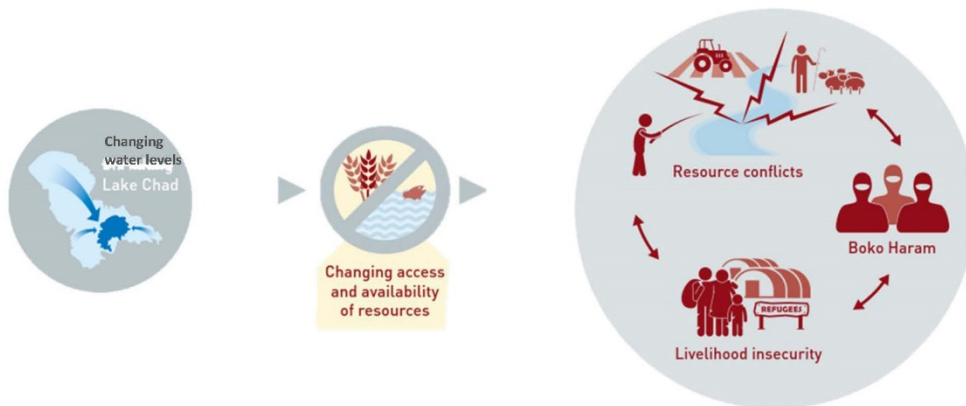 Changing
water levels
Lake Chad
Changing access
and availability
of resources
Resource conflicts
Boko Haram
REFUGEES
Livelihood insecurity